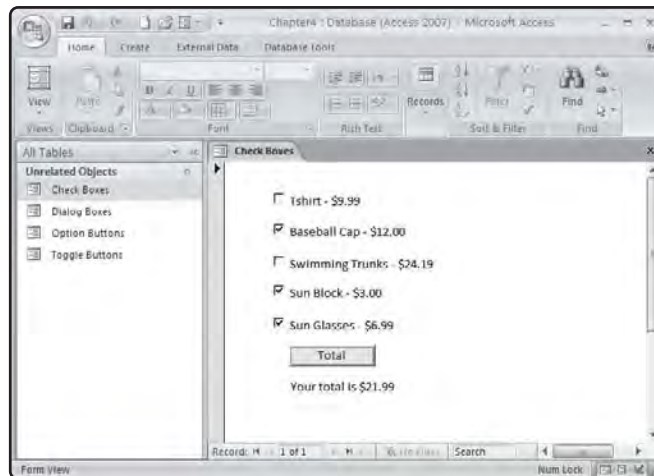 Chapter4 : Database (Access 2007) - Microsoft Access
Home Create External Data Database Tools
View Paste B I U Records Filter Find
Views Clipboard Font Rich Text Sort & Filter Find
All Tables
Unrelated Objects
Check Boxes
Dialog Boxes
Option Buttons
Toggle Buttons
Check Boxes
Tshirt - $9.99
Baseball Cap - $12.00
Swimming Trunks - $24.19
Sun Block - $3.00
Sun Glasses - $6.99
Total
Your total is $21.99
Record: 1 of 1 Search
Form View Num Lock